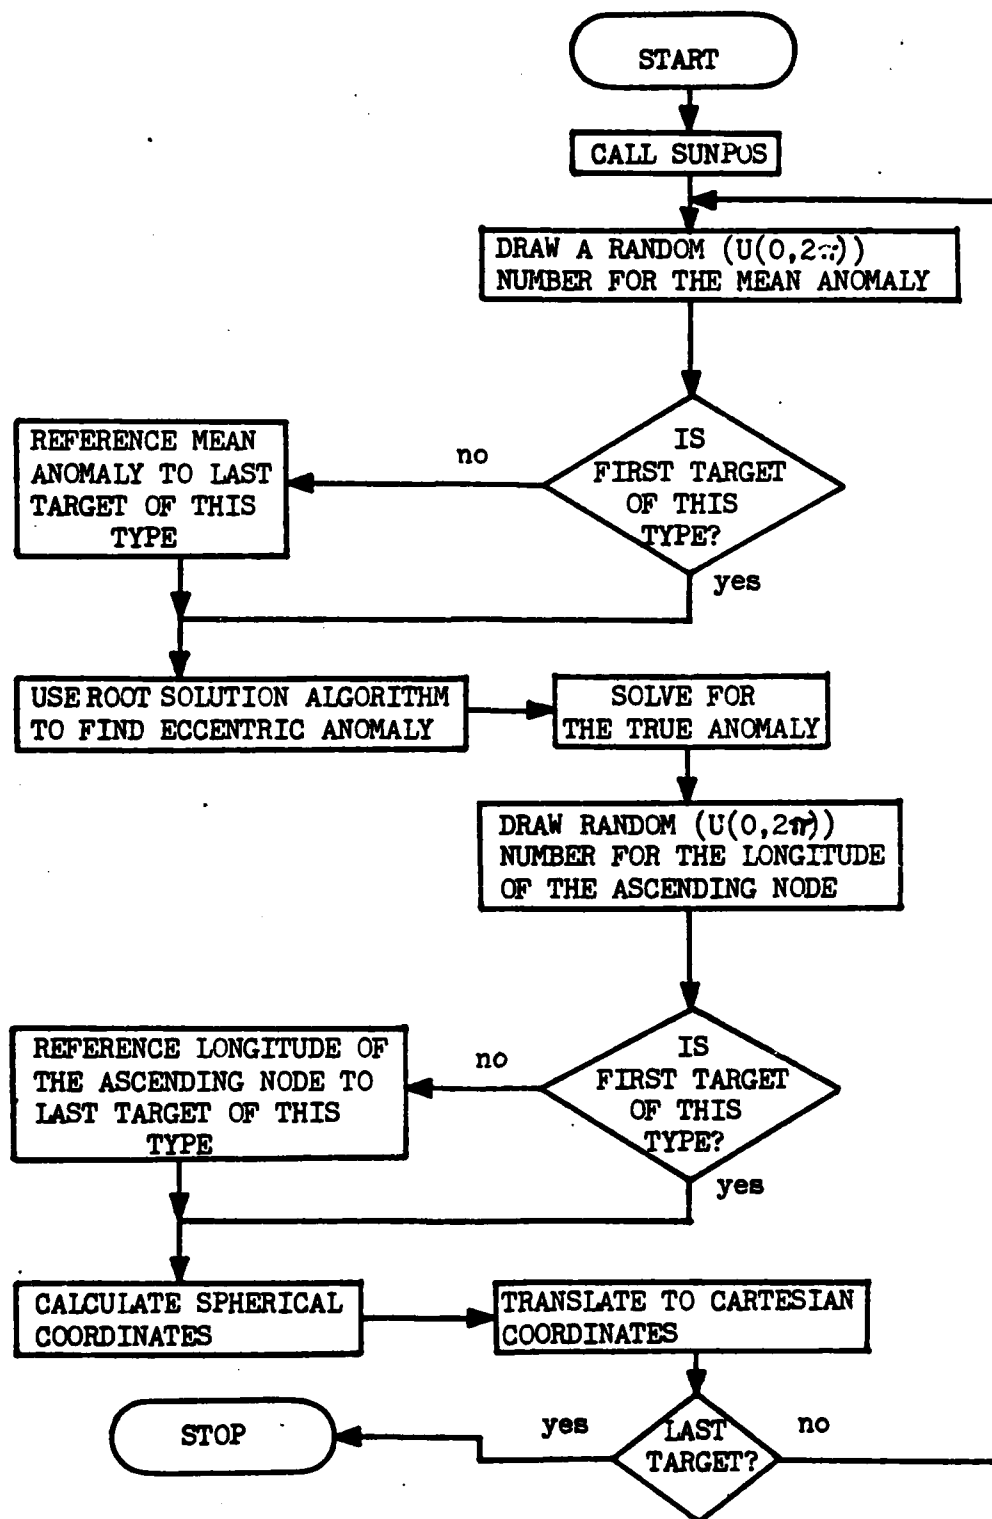 START
CALL SUNPOS
DRAW A RANDOM (U(0,2π))
NUMBER FOR THE MEAN ANOMALY
IS
FIRST TARGET
OF THIS
TYPE?
no
yes
REFERENCE MEAN
ANOMALY TO LAST
TARGET OF THIS
TYPE
USE ROOT SOLUTION ALGORITHM
TO FIND ECCENTRIC ANOMALY
SOLVE FOR
THE TRUE ANOMALY
DRAW RANDOM (U(0,2π))
NUMBER FOR THE LONGITUDE
OF THE ASCENDING NODE
IS
FIRST TARGET
OF THIS
TYPE?
no
yes
REFERENCE LONGITUDE OF
THE ASCENDING NODE TO
LAST TARGET OF THIS
TYPE
CALCULATE SPHERICAL
COORDINATES
TRANSLATE TO CARTESIAN
COORDINATES
LAST
TARGET?
yes
no
STOP